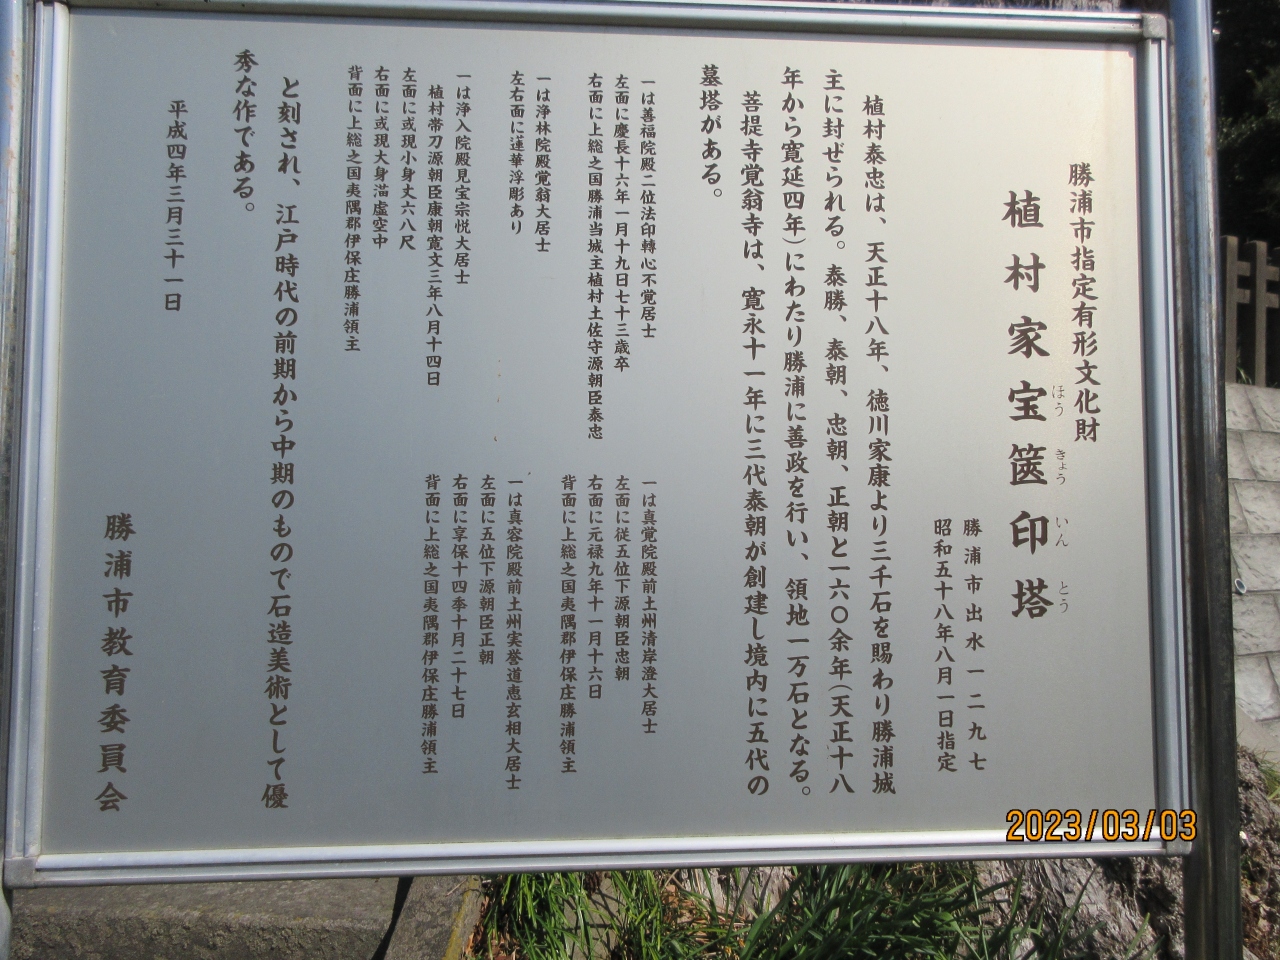 勝浦市指定有形文化財
植村家宝篋印塔
ほう きょう いん とう
勝浦市出水一二九七
昭和五十八年八月一日指定
植村泰忠は、天正十八年、徳川家康より三千石を賜わり勝浦城
主に封ぜられる。泰勝、泰朝、忠朝、正朝と一六〇余年(天正十八
年から寛延四年)にわたり勝浦に善政を行い、領地一万石となる。
菩提寺覚翁寺は、寛永十一年に三代泰朝が創建し境内に五代の
墓塔がある。
一は善福院殿二位法印轉心不覚居士
左面に慶長十六年一月十九日七十三歳卒
右面に上総之国勝浦当城主植村土佐守源朝臣泰忠
一は浄林院殿覚翁大居士
左右面に蓮華浮彫あり
一は浄入院殿見宝宗悦大居士
植村帯刀源朝臣康朝寛文三年八月十四日
左面に或現小身丈六八尺
右面に或現大身満虚空中
背面に上総之国夷隅郡伊保庄勝浦領主
一は真覚院殿前土州清岸澄大居士
左面に従五位下源朝臣忠朝
右面に元禄九年十一月十六日
背面に上総之国夷隅郡伊保庄勝浦領主
一は真容院殿前土州実誉道恵玄相大居士
左面に五位下源朝臣正朝
右面に享保十四季十月二十七日
背面に上総之国夷隅郡伊保庄勝浦領主
と刻され、江戸時代の前期から中期のもので石造美術として優
秀な作である。
平成四年三月三十一日
勝浦市教育委員会
2023/03/03